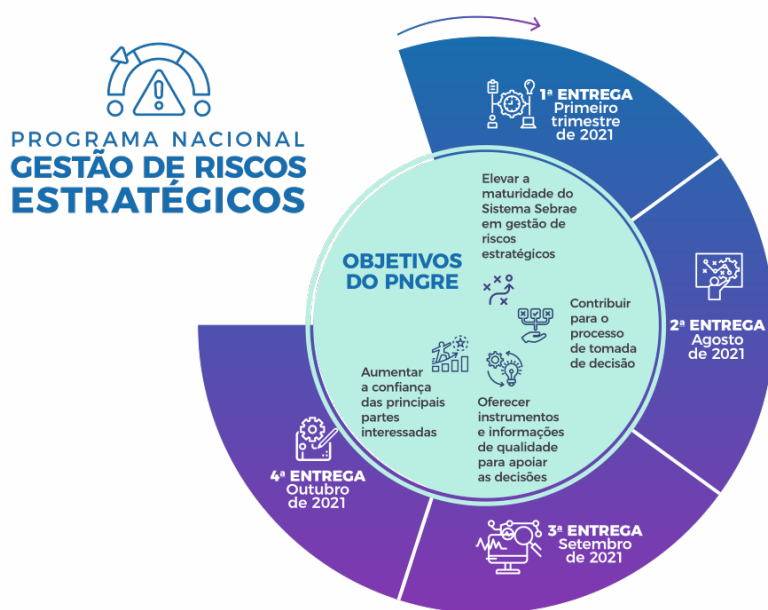 PROGRAMA NACIONAL
GESTÃO DE RISCOS
ESTRATÉGICOS
1ª ENTREGA
Primeiro
trimestre
de 2021
2ª ENTREGA
Agosto
de 2021
3ª ENTREGA
Setembro
de 2021
4ª ENTREGA
Outubro
de 2021
OBJETIVOS
DO PNGRE
Elevar a
maturidade do
Sistema Sebrae
em gestão de
riscos
estratégicos
Contribuir
para o
processo
de tomada
de decisão
Oferecer
instrumentos
e informações
de qualidade
para apoiar
as decisões
Aumentar
a confiança
das principais
partes
interessadas